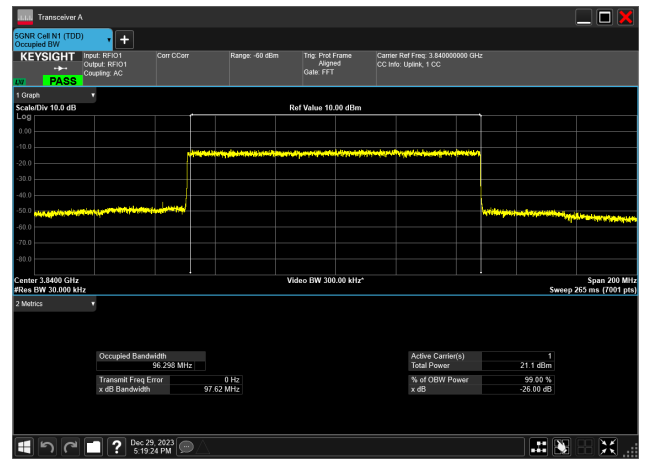 Transceiver A
5GNR Cell N1 (TDD)
Occupied BW
KEYSIGHT
LW
PASS
Input: RFIO1
Output: RFIO1
Coupling: AC
Corr CCorr
Range: -60 dBm
Trig: Prot Frame
Aligned
Gate: FFT
Carrier Ref Freq: 3.840000000 GHz
CC Info: Uplink, 1 CC
1 Graph
Scale/Div 10.0 dB
Ref Value 10.00 dBm
Log
0.00
-10.0
-20.0
-30.0
-40.0
-50.0
-60.0
-70.0
-80.0
Center 3.8400 GHz
Video BW 300.00 kHz*
Span 200 MHz
#Res BW 30.000 kHz
Sweep 265 ms (7001 pts)
2 Metrics
Occupied Bandwidth
96.298 MHz
Transmit Freq Error 0 Hz
x dB Bandwidth 97.62 MHz
Active Carrier(s) 1
Total Power 21.1 dBm
% of OBW Power 99.00 %
x dB -26.00 dB
?
Dec 29, 2023
5:19:24 PM